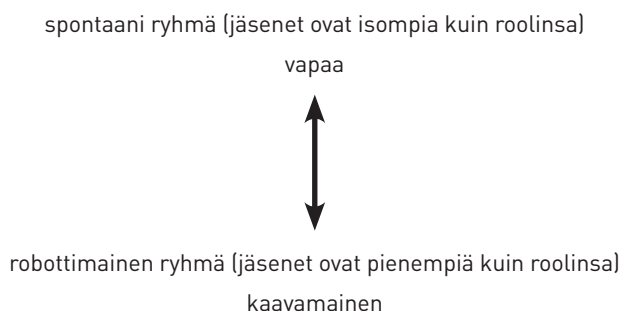 spontaani ryhmä (jäsenet ovat isompia kuin roolinsa)
vapaa
robottimainen ryhmä (jäsenet ovat pienempiä kuin roolinsa)
kaavamainen